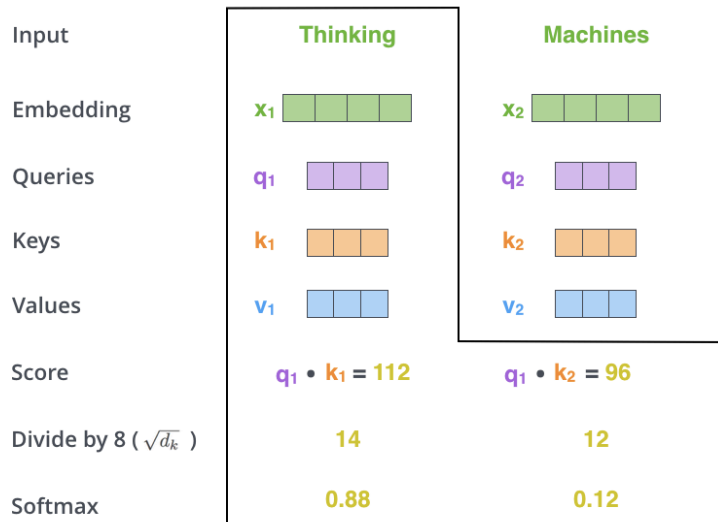 Input Thinking Machines
Embedding x₁ x₂
Queries q₁ q₂
Keys k₁ k₂
Values v₁ v₂
Score q₁ • k₁ = 112 q₁ • k₂ = 96
Divide by 8 ( √dₖ ) 14 12
Softmax 0.88 0.12